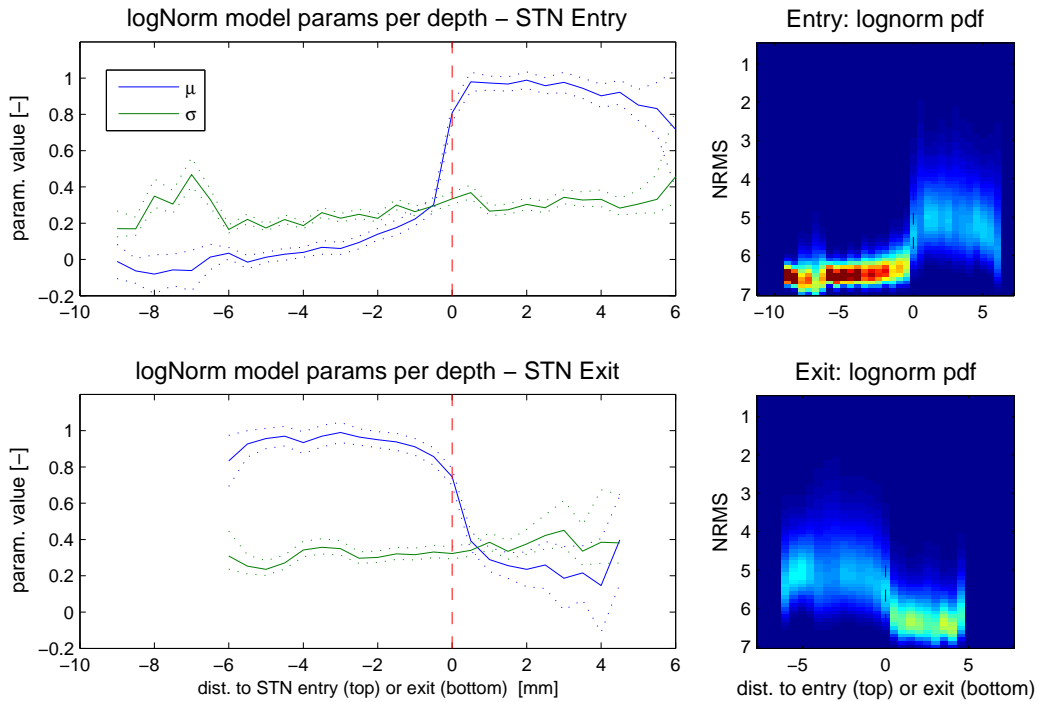 logNorm model params per depth − STN Entry
Entry: lognorm pdf
param. value [−]
1
0.8
0.6
0.4
0.2
0
−0.2
−10 −8 −6 −4 −2 0 2 4 6
μ
σ
NRMS
1
2
3
4
5
6
7
−10 −5 0 5
logNorm model params per depth − STN Exit
Exit: lognorm pdf
param. value [−]
1
0.8
0.6
0.4
0.2
0
−0.2
−10 −8 −6 −4 −2 0 2 4 6
dist. to STN entry (top) or exit (bottom) [mm]
NRMS
1
2
3
4
5
6
7
−5 0 5
dist. to entry (top) or exit (bottom)